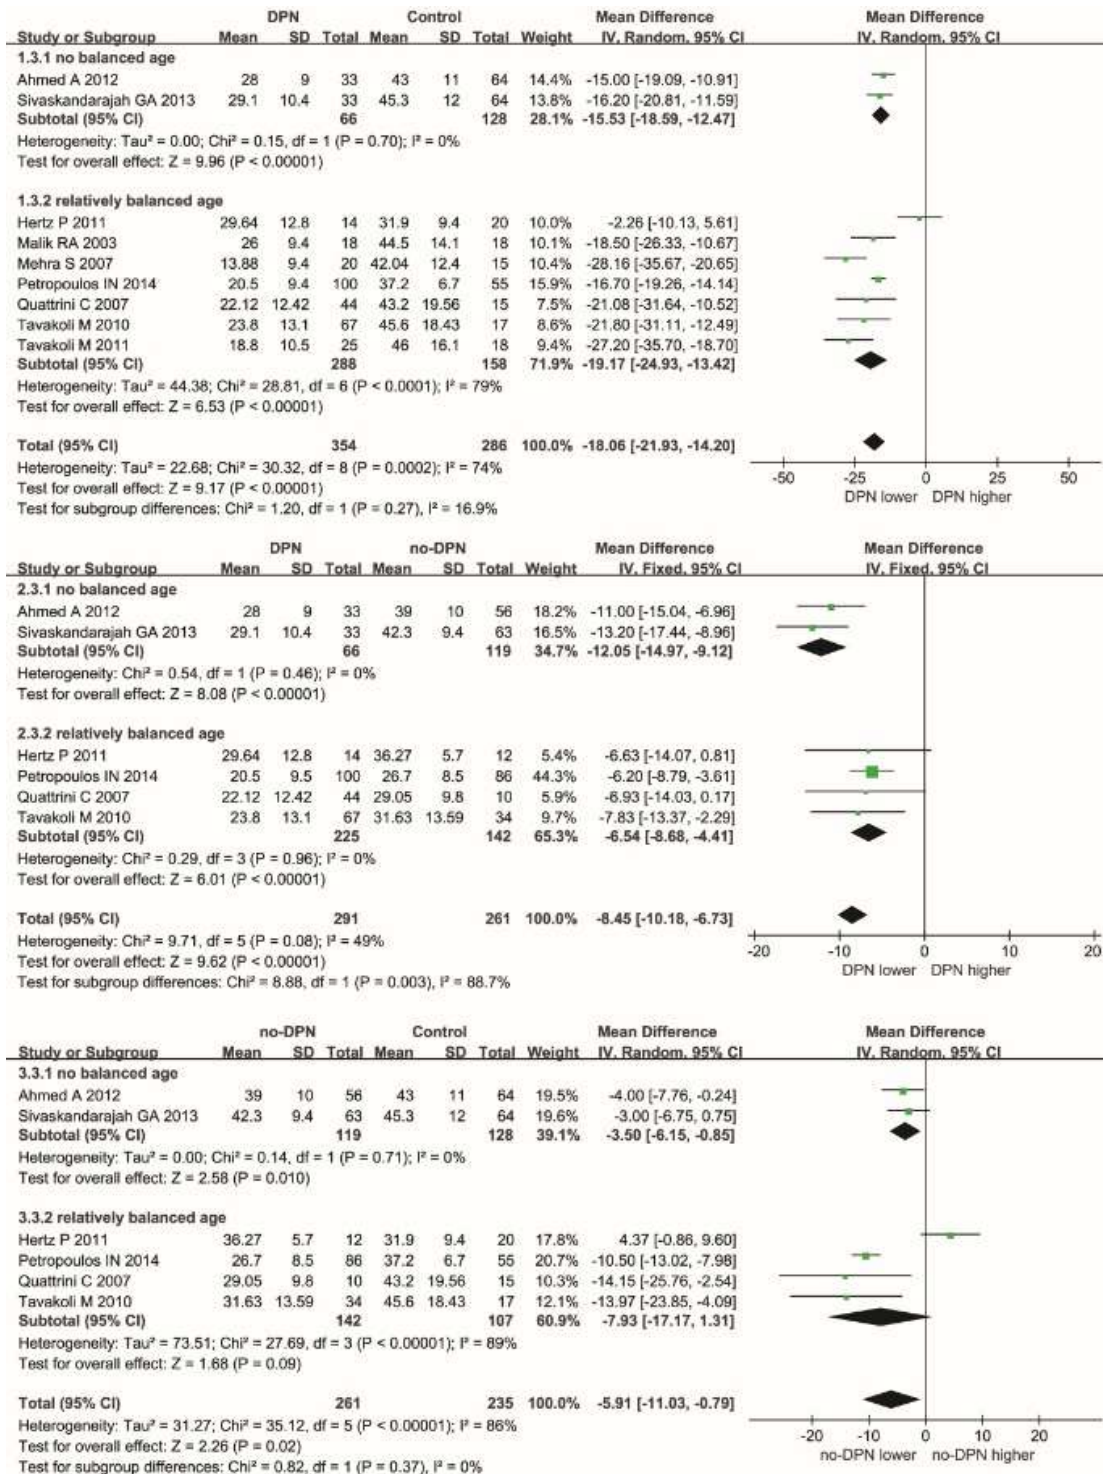 DPN Control Mean Difference Mean Difference
Study or Subgroup Mean SD Total Mean SD Total Weight IV, Random, 95% CI IV, Random, 95% CI
1.3.1 no balanced age
Ahmed A 2012 28 9 33 43 11 64 14.4% -15.00 [-19.09, -10.91]
Sivaskandarajah GA 2013 29.1 10.4 33 45.3 12 64 13.8% -16.20 [-20.81, -11.59]
Subtotal (95% CI) 66 128 28.1% -15.53 [-18.59, -12.47]
Heterogeneity: Tau² = 0.00; Chi² = 0.15, df = 1 (P = 0.70); I² = 0%
Test for overall effect: Z = 9.96 (P < 0.00001)
1.3.2 relatively balanced age
Hertz P 2011 29.64 12.8 14 31.9 9.4 20 10.0% -2.26 [-10.13, 5.61]
Malik RA 2003 26 9.4 18 44.5 14.1 18 10.1% -18.50 [-26.33, -10.67]
Mehra S 2007 13.88 9.4 20 42.04 12.4 15 10.4% -28.16 [-35.67, -20.65]
Petropoulos IN 2014 20.5 9.4 100 37.2 6.7 55 15.9% -16.70 [-19.26, -14.14]
Quattrini C 2007 22.12 12.42 44 43.2 19.56 15 7.5% -21.08 [-31.64, -10.52]
Tavakoli M 2010 23.8 13.1 67 45.6 18.43 17 8.6% -21.80 [-31.11, -12.49]
Tavakoli M 2011 18.8 10.5 25 46 16.1 18 9.4% -27.20 [-35.70, -18.70]
Subtotal (95% CI) 288 158 71.9% -19.17 [-24.93, -13.42]
Heterogeneity: Tau² = 44.38; Chi² = 28.81, df = 6 (P < 0.0001); I² = 79%
Test for overall effect: Z = 6.53 (P < 0.00001)
Total (95% CI) 354 286 100.0% -18.06 [-21.93, -14.20]
Heterogeneity: Tau² = 22.68; Chi² = 30.32, df = 8 (P = 0.0002); I² = 74%
Test for overall effect: Z = 9.17 (P < 0.00001)
Test for subgroup differences: Chi² = 1.20, df = 1 (P = 0.27), I² = 16.9%
-50 -25 0 25 50
DPN lower DPN higher
DPN no-DPN Mean Difference Mean Difference
Study or Subgroup Mean SD Total Mean SD Total Weight IV, Fixed, 95% CI IV, Fixed, 95% CI
2.3.1 no balanced age
Ahmed A 2012 28 9 33 39 10 56 18.2% -11.00 [-15.04, -6.96]
Sivaskandarajah GA 2013 29.1 10.4 33 42.3 9.4 63 16.5% -13.20 [-17.44, -8.96]
Subtotal (95% CI) 66 119 34.7% -12.05 [-14.97, -9.12]
Heterogeneity: Chi² = 0.54, df = 1 (P = 0.46); I² = 0%
Test for overall effect: Z = 8.08 (P < 0.00001)
2.3.2 relatively balanced age
Hertz P 2011 29.64 12.8 14 36.27 5.7 12 5.4% -6.63 [-14.07, 0.81]
Petropoulos IN 2014 20.5 9.5 100 26.7 8.5 86 44.3% -6.20 [-8.79, -3.61]
Quattrini C 2007 22.12 12.42 44 29.05 9.8 10 5.9% -6.93 [-14.03, 0.17]
Tavakoli M 2010 23.8 13.1 67 31.63 13.59 34 9.7% -7.83 [-13.37, -2.29]
Subtotal (95% CI) 225 142 65.3% -6.54 [-8.68, -4.41]
Heterogeneity: Chi² = 0.29, df = 3 (P = 0.96); I² = 0%
Test for overall effect: Z = 6.01 (P < 0.00001)
Total (95% CI) 291 261 100.0% -8.45 [-10.18, -6.73]
Heterogeneity: Chi² = 9.71, df = 5 (P = 0.08); I² = 49%
Test for overall effect: Z = 9.62 (P < 0.00001)
Test for subgroup differences: Chi² = 8.88, df = 1 (P = 0.003), I² = 88.7%
-20 -10 0 10 20
DPN lower DPN higher
no-DPN Control Mean Difference Mean Difference
Study or Subgroup Mean SD Total Mean SD Total Weight IV, Random, 95% CI IV, Random, 95% CI
3.3.1 no balanced age
Ahmed A 2012 39 10 56 43 11 64 19.5% -4.00 [-7.76, -0.24]
Sivaskandarajah GA 2013 42.3 9.4 63 45.3 12 64 19.6% -3.00 [-6.75, 0.75]
Subtotal (95% CI) 119 128 39.1% -3.50 [-6.15, -0.85]
Heterogeneity: Tau² = 0.00; Chi² = 0.14, df = 1 (P = 0.71); I² = 0%
Test for overall effect: Z = 2.58 (P = 0.010)
3.3.2 relatively balanced age
Hertz P 2011 36.27 5.7 12 31.9 9.4 20 17.8% 4.37 [-0.86, 9.60]
Petropoulos IN 2014 26.7 8.5 86 37.2 6.7 55 20.7% -10.50 [-13.02, -7.98]
Quattrini C 2007 29.05 9.8 10 43.2 19.56 15 10.3% -14.15 [-25.76, -2.54]
Tavakoli M 2010 31.63 13.59 34 45.6 18.43 17 12.1% -13.97 [-23.85, -4.09]
Subtotal (95% CI) 142 107 60.9% -7.93 [-17.17, 1.31]
Heterogeneity: Tau² = 73.51; Chi² = 27.69, df = 3 (P < 0.00001); I² = 89%
Test for overall effect: Z = 1.68 (P = 0.09)
Total (95% CI) 261 235 100.0% -5.91 [-11.03, -0.79]
Heterogeneity: Tau² = 31.27; Chi² = 35.12, df = 5 (P < 0.00001); I² = 86%
Test for overall effect: Z = 2.26 (P = 0.02)
Test for subgroup differences: Chi² = 0.82, df = 1 (P = 0.37), I² = 0%
-20 -10 0 10 20
no-DPN lower no-DPN higher